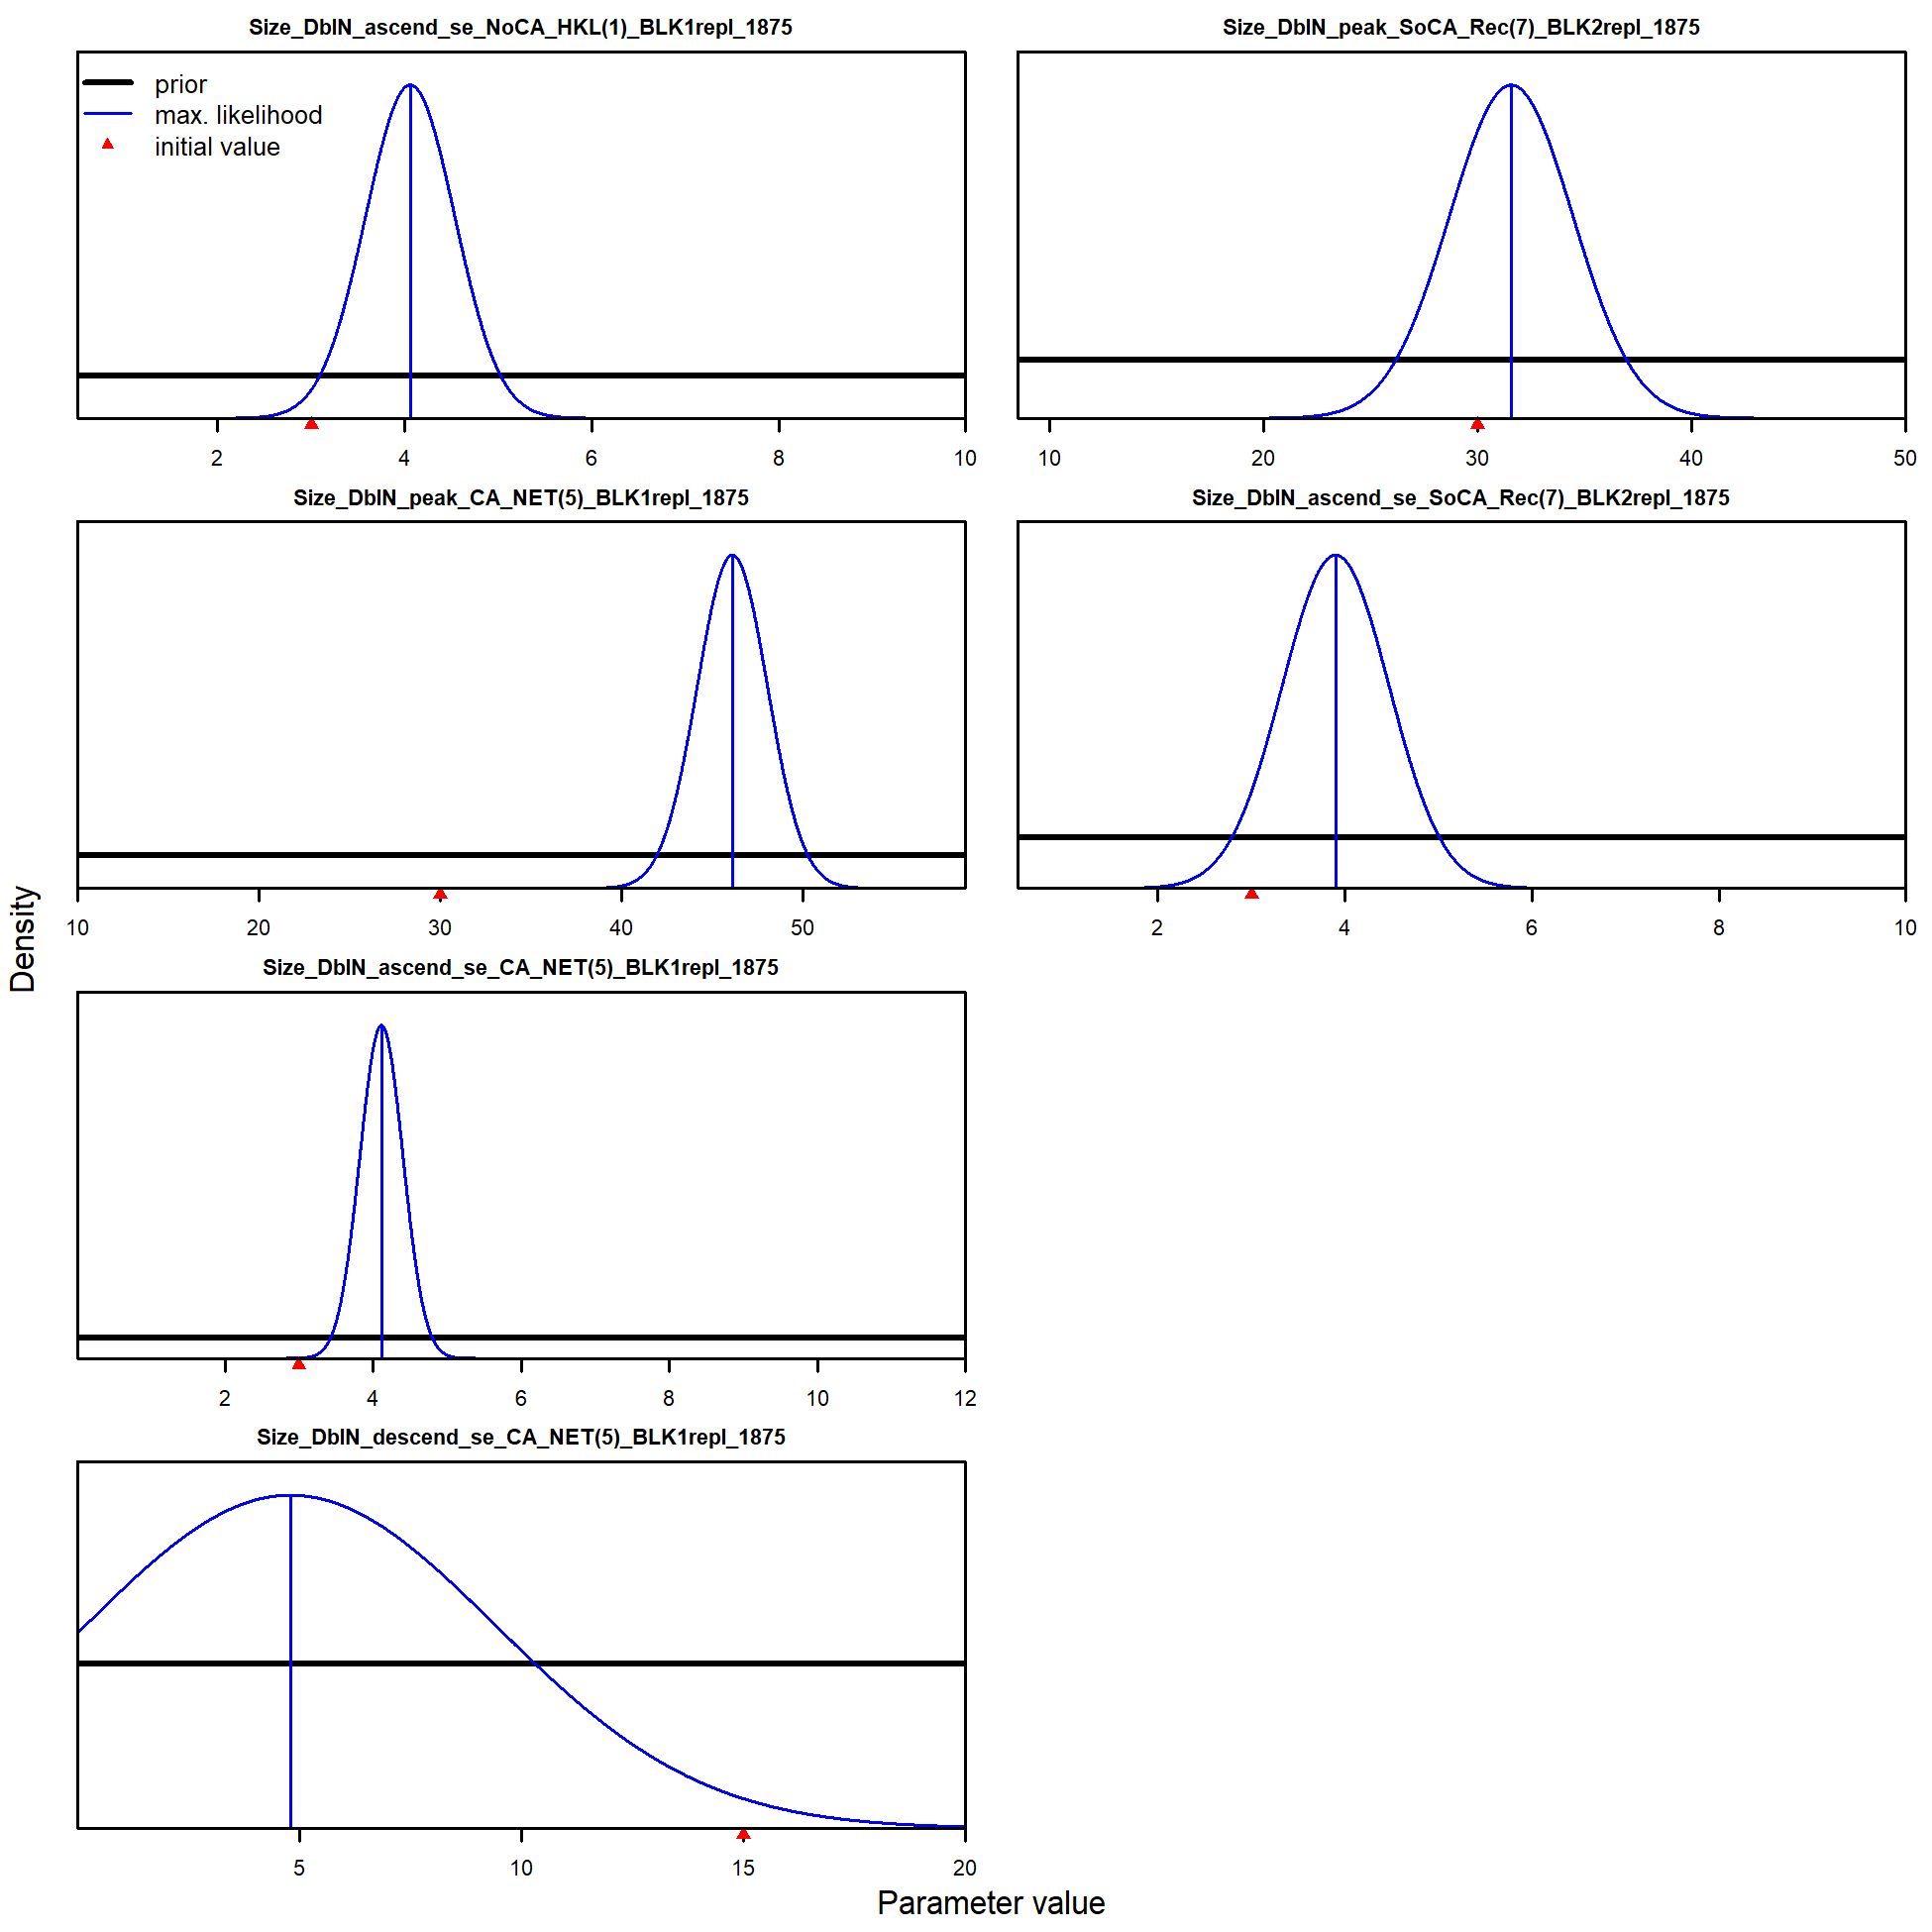 Size_DblN_ascend_se_NoCA_HKL(1)_BLK1repl_1875
prior
max. likelihood
initial value
2 4 6 8 10
Size_DblN_peak_SoCA_Rec(7)_BLK2repl_1875
10 20 30 40 50
Size_DblN_peak_CA_NET(5)_BLK1repl_1875
10 20 30 40 50
Size_DblN_ascend_se_SoCA_Rec(7)_BLK2repl_1875
2 4 6 8 10
Size_DblN_ascend_se_CA_NET(5)_BLK1repl_1875
2 4 6 8 10 12
Size_DblN_descend_se_CA_NET(5)_BLK1repl_1875
5 10 15 20
Density
Parameter value